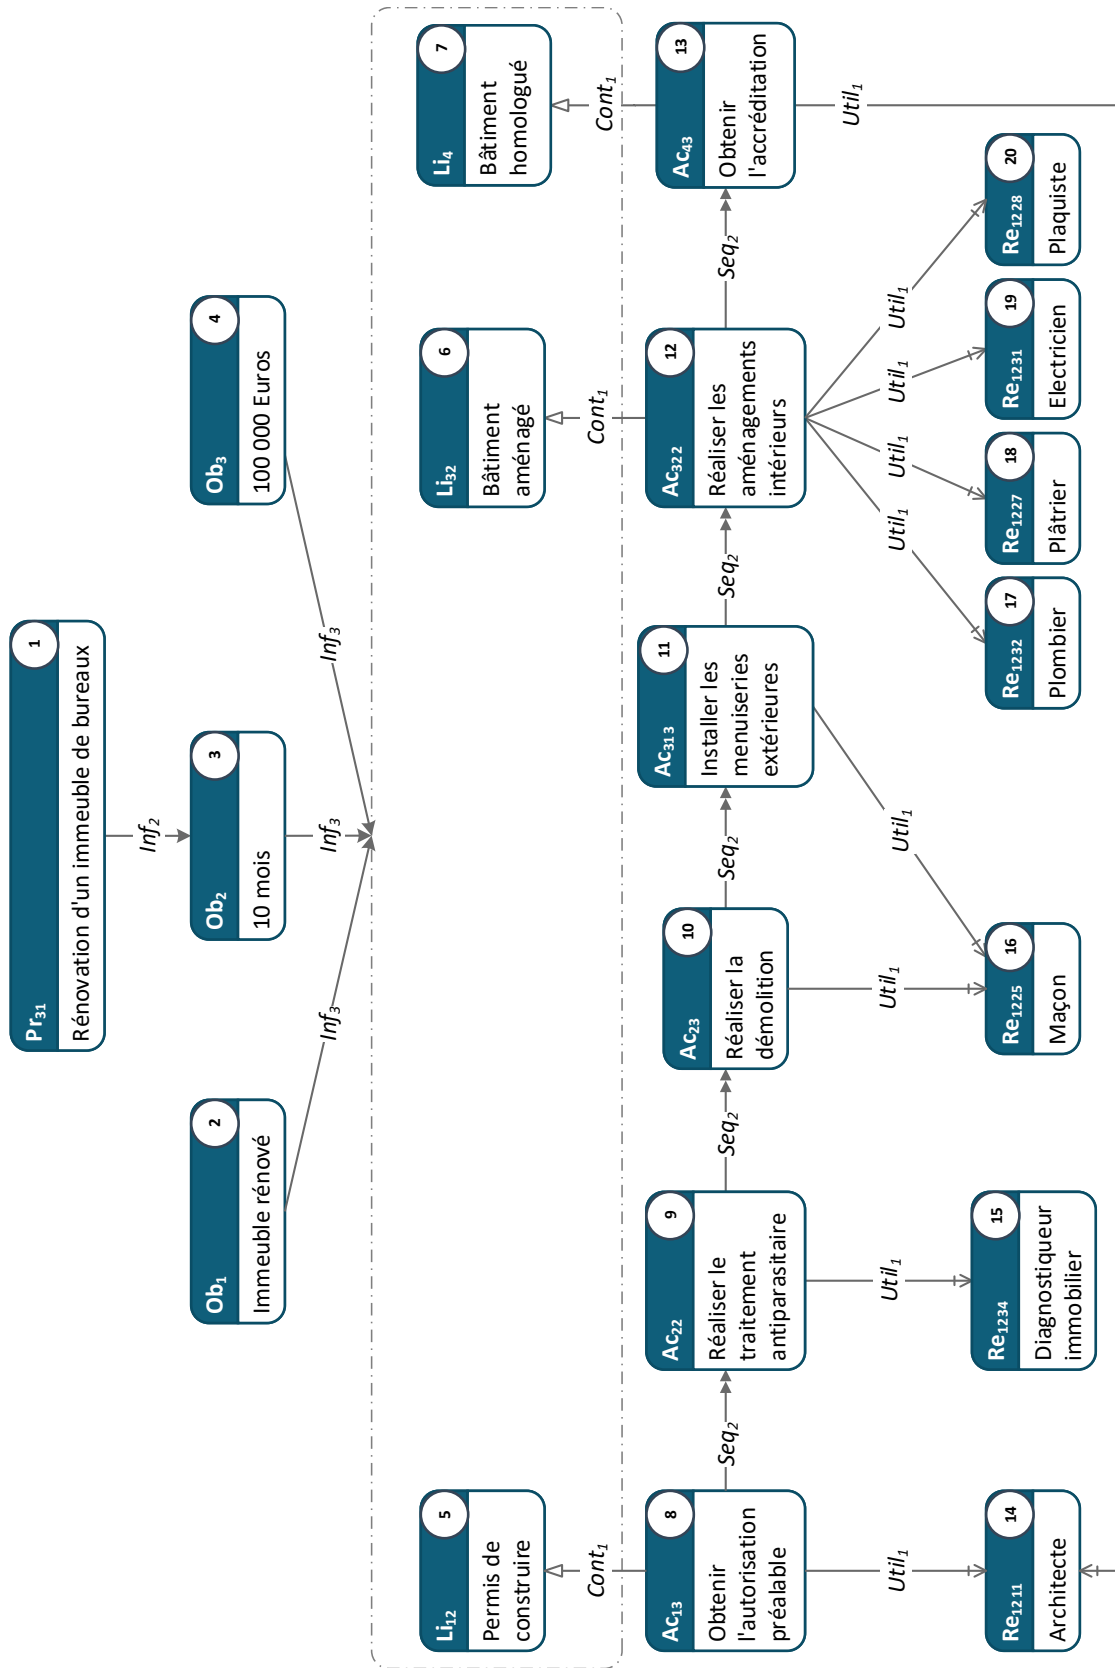 Pr31
1
Rénovation d'un immeuble de bureaux
Inf2
Ob1
2
Immeuble rénové
Ob2
3
10 mois
Ob3
4
100 000 Euros
Inf3
Inf3
Inf3
Li12
5
Permis de
construire
Li32
6
Bâtiment
aménagé
Li4
7
Bâtiment
homologué
Cont1
Cont1
Cont1
Ac13
8
Obtenir
l'autorisation
préalable
Seq2
Ac22
9
Réaliser le
traitement
antiparasitaire
Seq2
Ac23
10
Réaliser la
démolition
Seq2
Ac313
11
Installer les
menuiseries
extérieures
Seq2
Ac322
12
Réaliser les
aménagements
intérieurs
Seq2
Ac43
13
Obtenir
l'accréditation
Util1
Util1
Util1
Util1
Util1
Util1
Util1
Util1
Util1
Re1211
14
Architecte
Re1234
15
Diagnostiqueur
immobilier
Re1225
16
Maçon
Re1232
17
Plombier
Re1227
18
Plâtrier
Re1231
19
Electricien
Re1228
20
Plaquiste